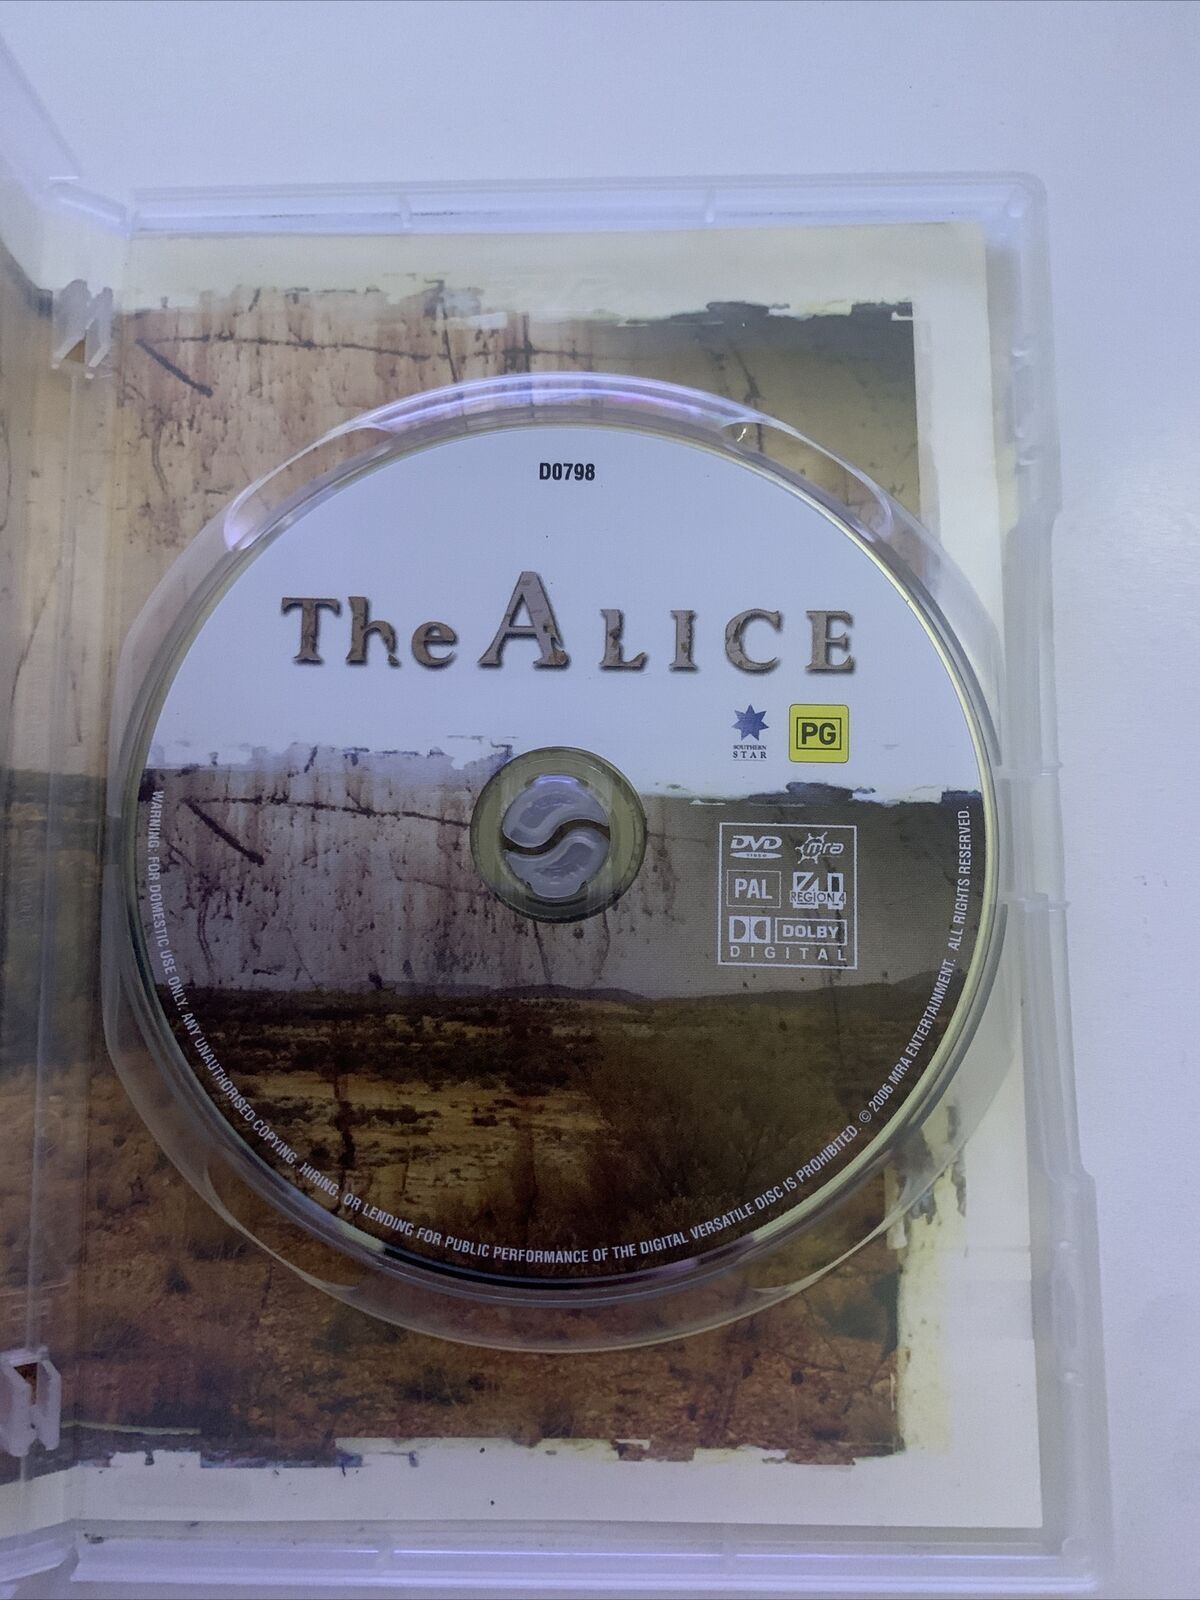 D0798
The ALICE
SOUTHERN
STAR
PG
DVD
VIDEO
mra
PAL
4
REGION 4
DOLBY
DIGITAL
WARNING: FOR DOMESTIC USE ONLY. ANY UNAUTHORISED COPYING, HIRING, OR LENDING FOR PUBLIC PERFORMANCE OF THE DIGITAL VERSATILE DISC IS PROHIBITED. © 2006 MRA ENTERTAINMENT. ALL RIGHTS RESERVED.